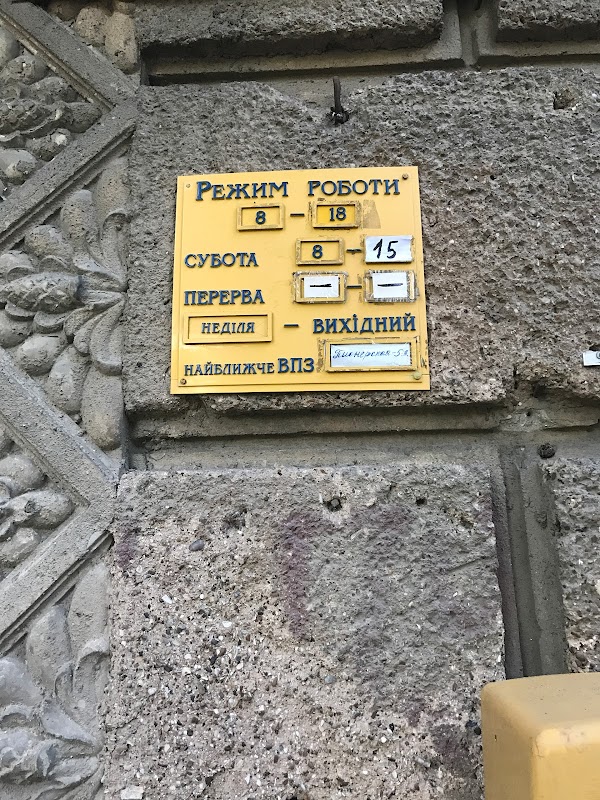 РЕЖИМ РОБОТИ
8 – 18
СУБОТА 8 – 15
ПЕРЕРВА – – –
НЕДІЛЯ – ВИХІДНИЙ
НАЙБЛИЖЧЕ ВПЗ